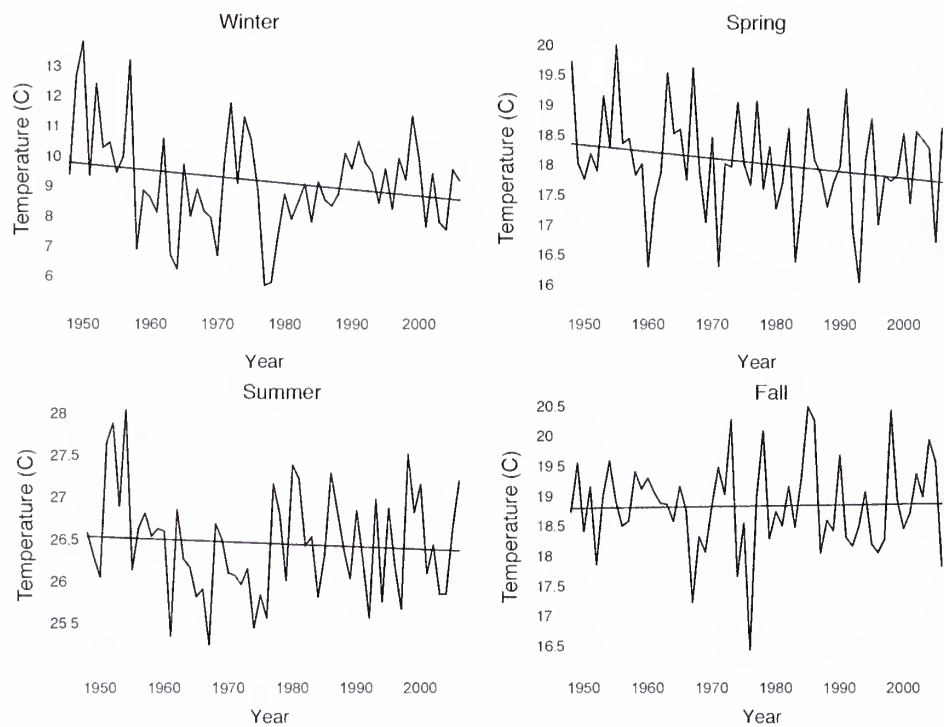 Winter
Temperature (C)
13
12
11
10
9
8
7
6
1950 1960 1970 1980 1990 2000
Year
Spring
Temperature (C)
20
19.5
19
18.5
18
17.5
17
16.5
16
1950 1960 1970 1980 1990 2000
Year
Summer
Temperature (C)
28
27.5
27
26.5
26
25 5
1950 1960 1970 1980 1990 2000
Year
Fall
Temperature (C)
20.5
20
19.5
19
18.5
18
17.5
17
16 5
1950 1960 1970 1980 1990 2000
Year